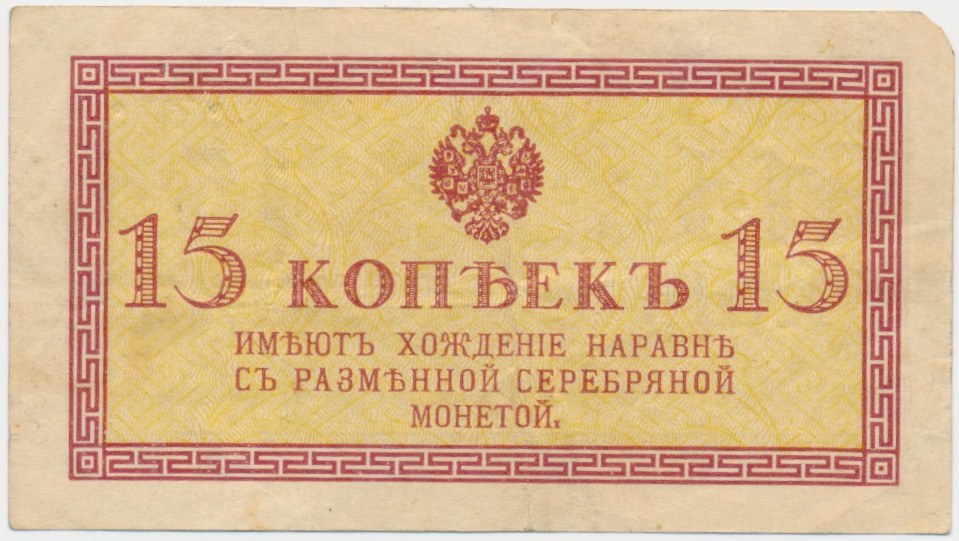 15 КОПѢЕКЪ 15
ИМѢЮТЪ ХОЖДЕНІЕ НАРАВНѢ
СЪ РАЗМѢННОЙ СЕРЕБРЯНОЙ
МОНЕТОЙ.